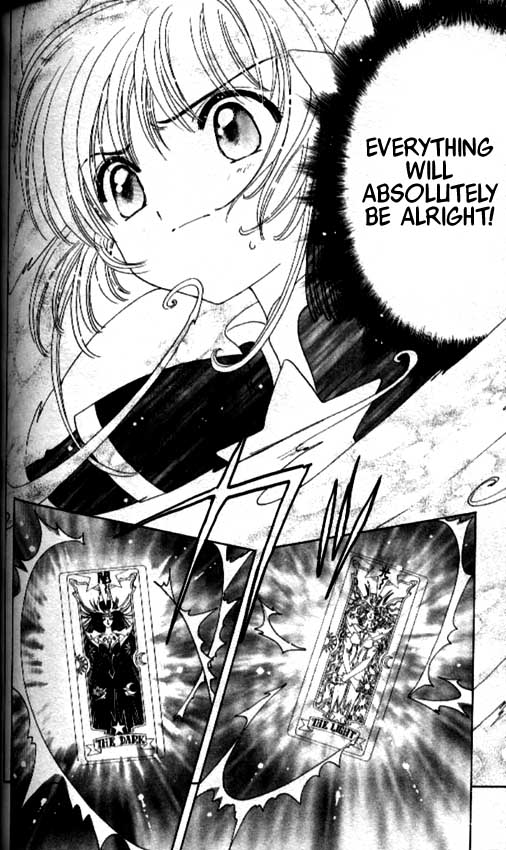 EVERYTHING
WILL
ABSOLUTELY
BE ALRIGHT!
THE DARK
THE LIGHT